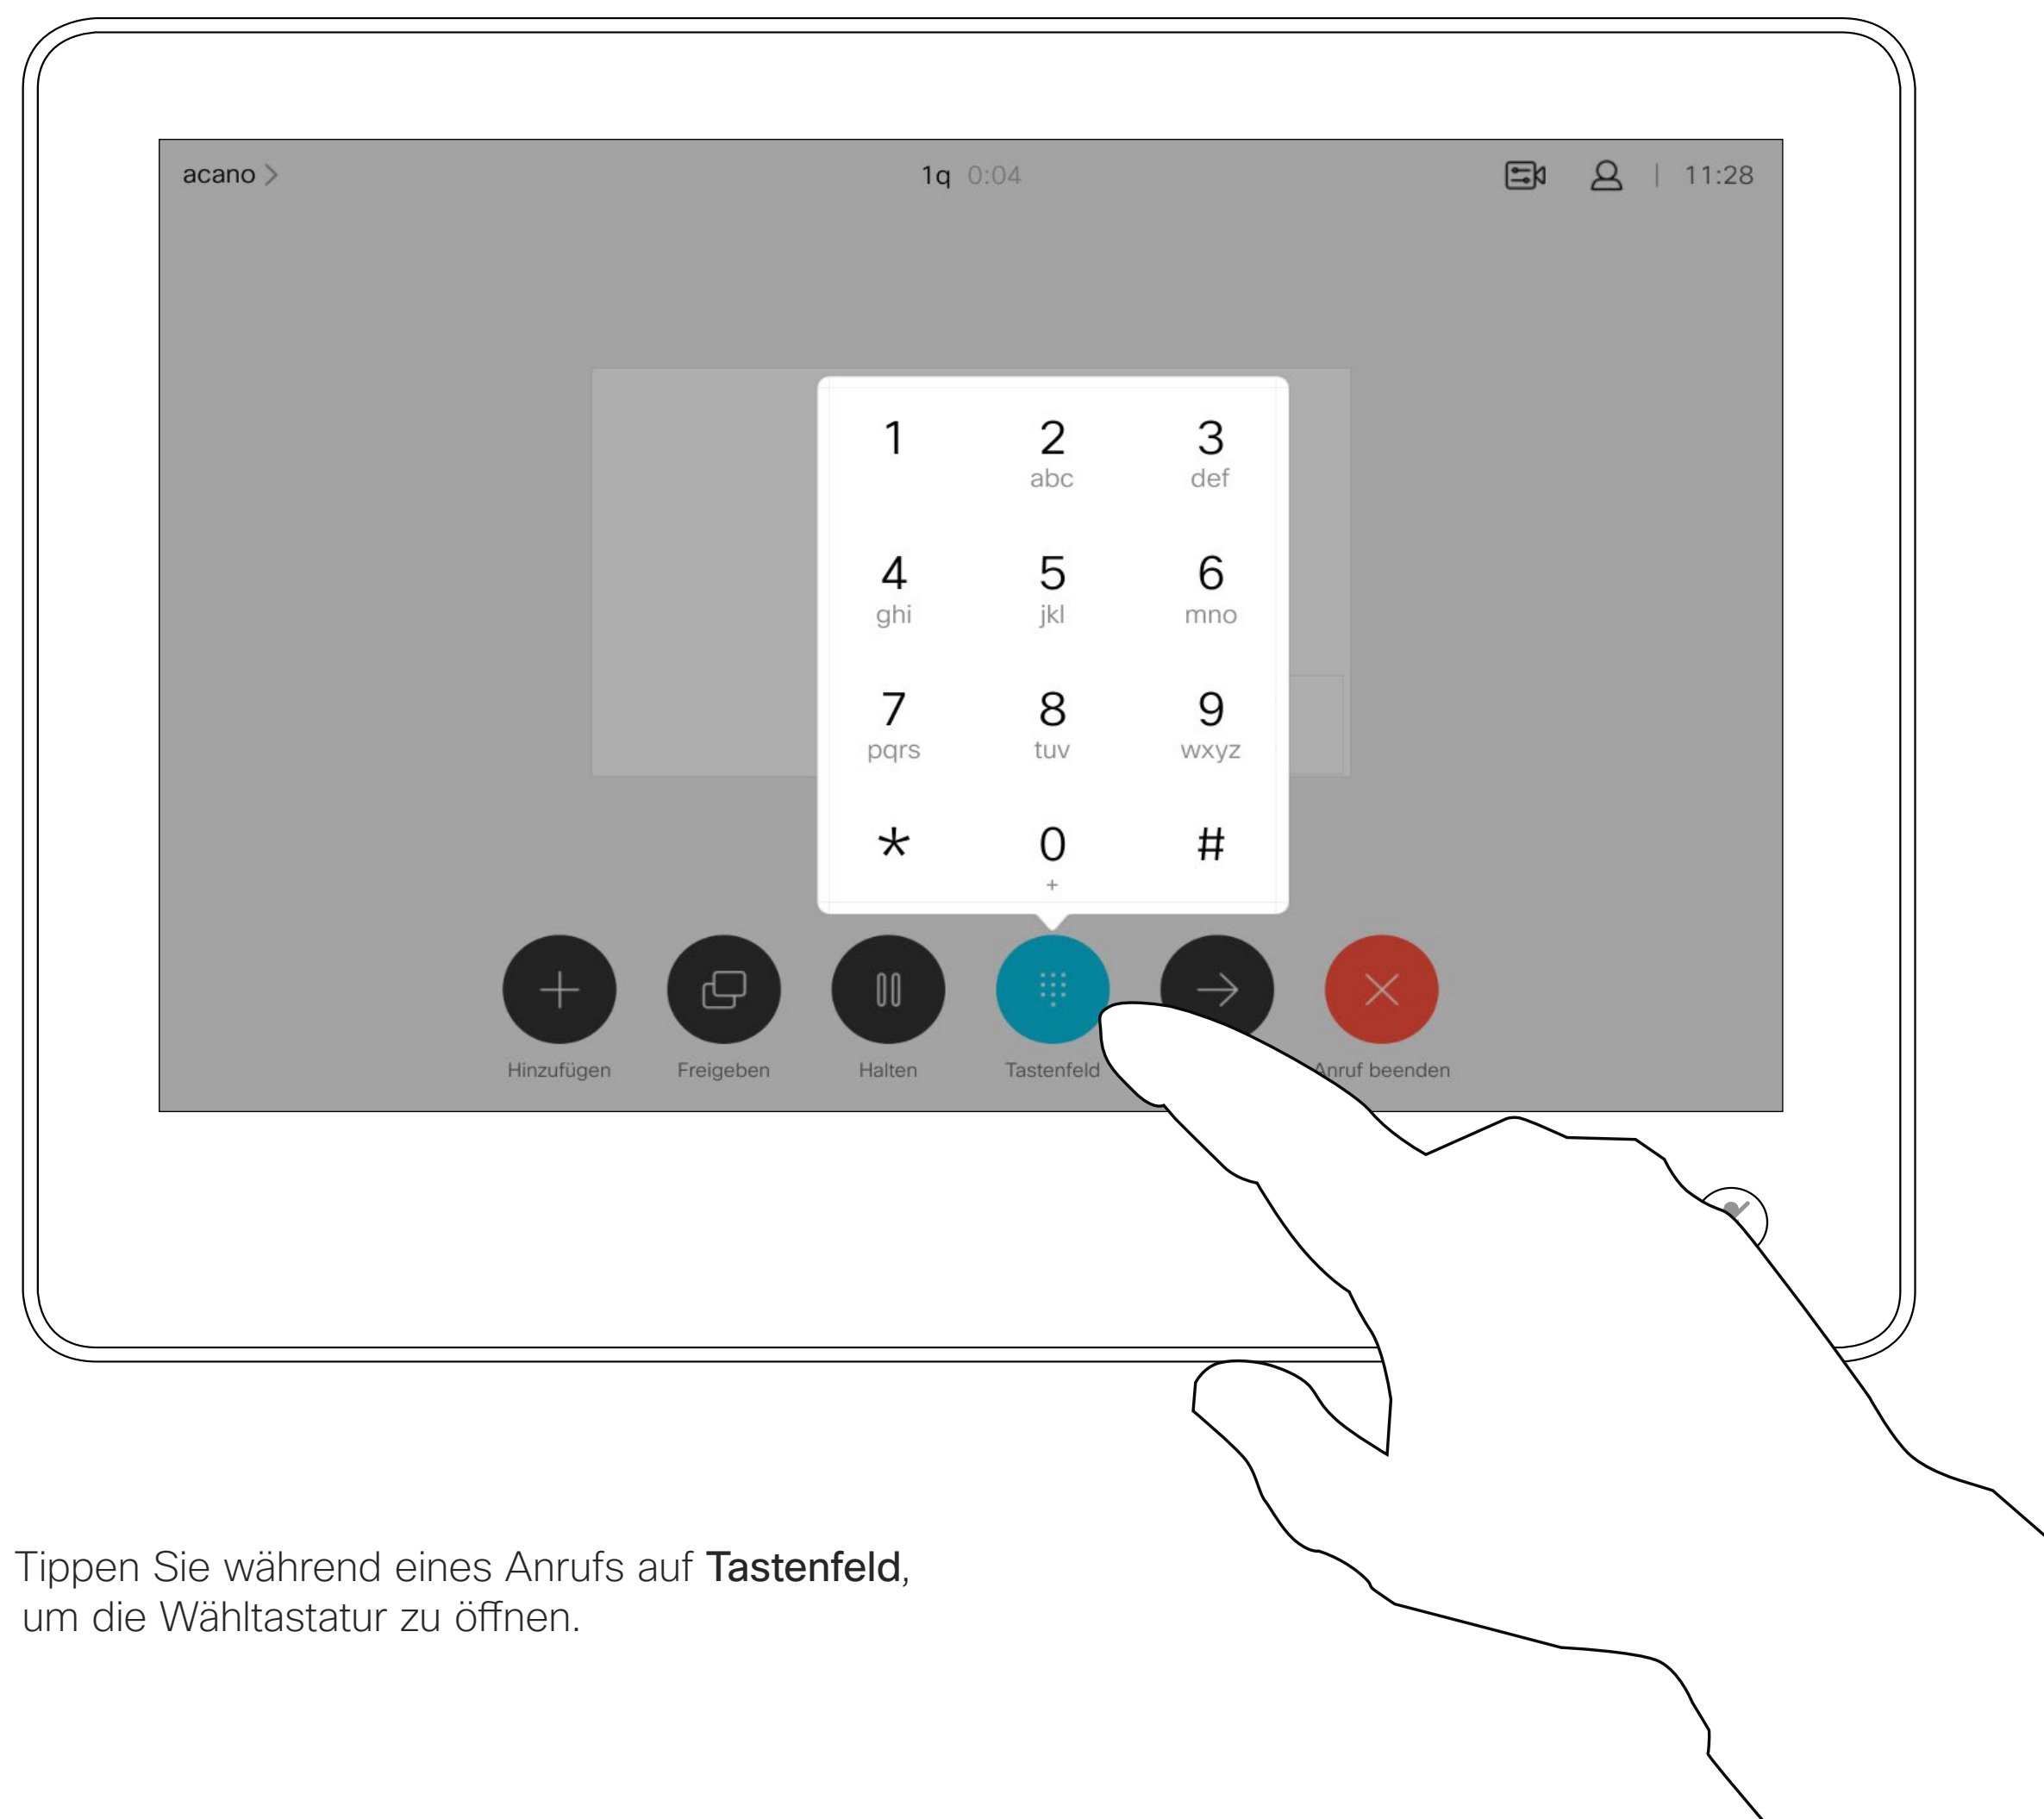 acano
1q 0:04
11:28
1 2 3
abc def
4 5 6
ghi jkl mno
7 8 9
pqrs tuv wxyz
* 0 #
+
Hinzufügen Freigeben Halten Tastenfeld Anruf beenden
Tippen Sie während eines Anrufs auf Tastenfeld,
um die Wähltastatur zu öffnen.